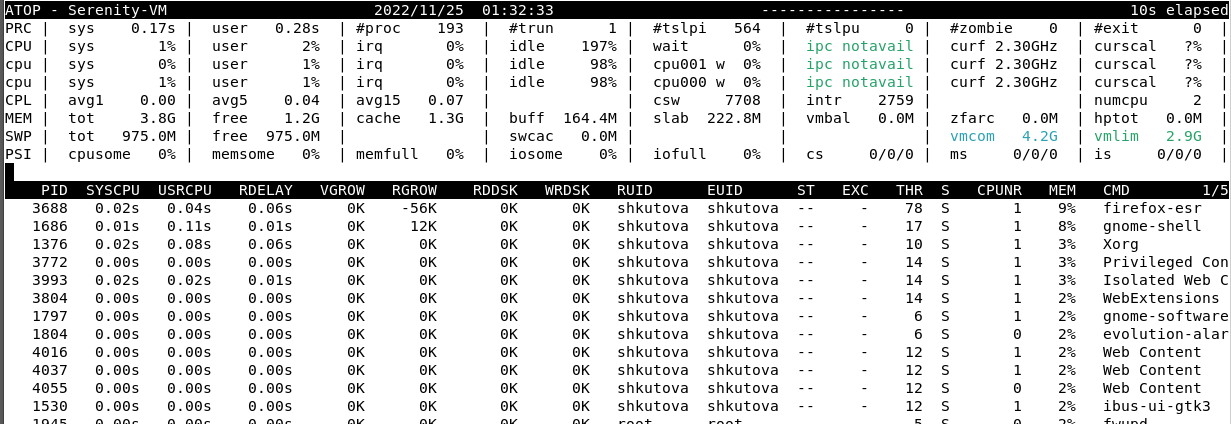 ATOP - Serenity-VM 2022/11/25 01:32:33 --------------- 10s elapsed
PRC | sys 0.17s | user 0.28s | #proc 193 | #trun 1 | #tslpi 564 | #tslpu 0 | #zombie 0 | #exit 0 |
CPU | sys 1% | user 2% | irq 0% | idle 197% | wait 0% | ipc notavail | curf 2.30GHz | curscal ?% |
cpu | sys 0% | user 1% | irq 0% | idle 98% | cpu001 w 0% | ipc notavail | curf 2.30GHz | curscal ?% |
cpu | sys 1% | user 1% | irq 0% | idle 98% | cpu000 w 0% | ipc notavail | curf 2.30GHz | curscal ?% |
CPL | avg1 0.00 | avg5 0.04 | avg15 0.07 | | csw 7708 | intr 2759 | | numcpu 2 |
MEM | tot 3.8G | free 1.2G | cache 1.3G | buff 164.4M | slab 222.8M | vmbal 0.0M | zfarc 0.0M | hptot 0.0M |
SWP | tot 975.0M | free 975.0M | | swcac 0.0M | | | vmcom 4.2G | vmlim 2.9G |
PSI | cpusome 0% | memsome 0% | memfull 0% | iosome 0% | iofull 0% | cs 0/0/0 | ms 0/0/0 | is 0/0/0 |
PID SYSCPU USRCPU RDELAY VGROW RGROW RDDSK WRDSK RUID EUID ST EXC THR S CPUNR MEM CMD 1/5
3688 0.02s 0.04s 0.06s 0K -56K 0K 0K shkutova shkutova -- - 78 S 1 9% firefox-esr
1686 0.01s 0.11s 0.01s 0K 12K 0K 0K shkutova shkutova -- - 17 S 1 8% gnome-shell
1376 0.02s 0.08s 0.06s 0K 0K 0K 0K shkutova shkutova -- - 10 S 1 3% Xorg
3772 0.00s 0.00s 0.00s 0K 0K 0K 0K shkutova shkutova -- - 14 S 1 3% Privileged Con
3993 0.02s 0.02s 0.01s 0K 0K 0K 0K shkutova shkutova -- - 14 S 1 3% Isolated Web C
3804 0.00s 0.00s 0.00s 0K 0K 0K 0K shkutova shkutova -- - 14 S 1 2% WebExtensions
1797 0.00s 0.00s 0.00s 0K 0K 0K 0K shkutova shkutova -- - 6 S 1 2% gnome-software
1804 0.00s 0.00s 0.00s 0K 0K 0K 0K shkutova shkutova -- - 6 S 0 2% evolution-alar
4016 0.00s 0.00s 0.00s 0K 0K 0K 0K shkutova shkutova -- - 12 S 1 2% Web Content
4037 0.00s 0.00s 0.00s 0K 0K 0K 0K shkutova shkutova -- - 12 S 1 2% Web Content
4055 0.00s 0.00s 0.00s 0K 0K 0K 0K shkutova shkutova -- - 12 S 0 2% Web Content
1530 0.00s 0.00s 0.00s 0K 0K 0K 0K shkutova shkutova -- - 12 S 1 2% ibus-ui-gtk3
1945 0.00s 0.00s 0.00s 0K 0K 0K 0K root root -- - 5 S 0 2% fwupd